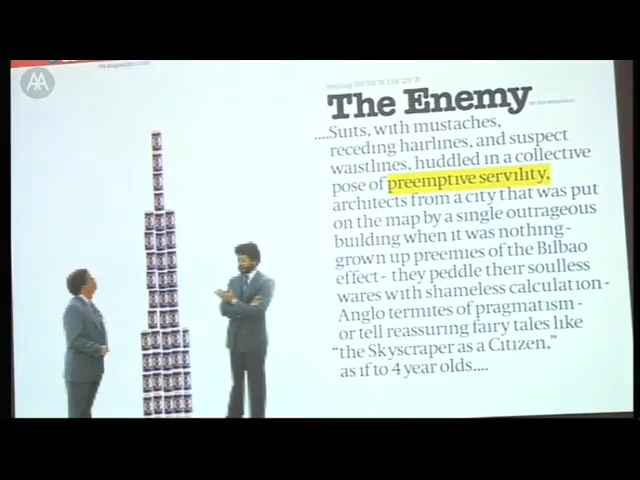 AA
The Enemy
....Suits, with mustaches,
receding hairlines, and suspect
waistlines, huddled in a collective
pose of preemptive servility,
architects from a city that was put
on the map by a single outrageous
building when it was nothing-
grown up preemies of the Bilbao
effect- they peddle their soulless
wares with shameless calculation-
Anglo termites of pragmatism-
or tell reassuring fairy tales like
"the Skyscraper as a Citizen,"
as if to 4 year olds....